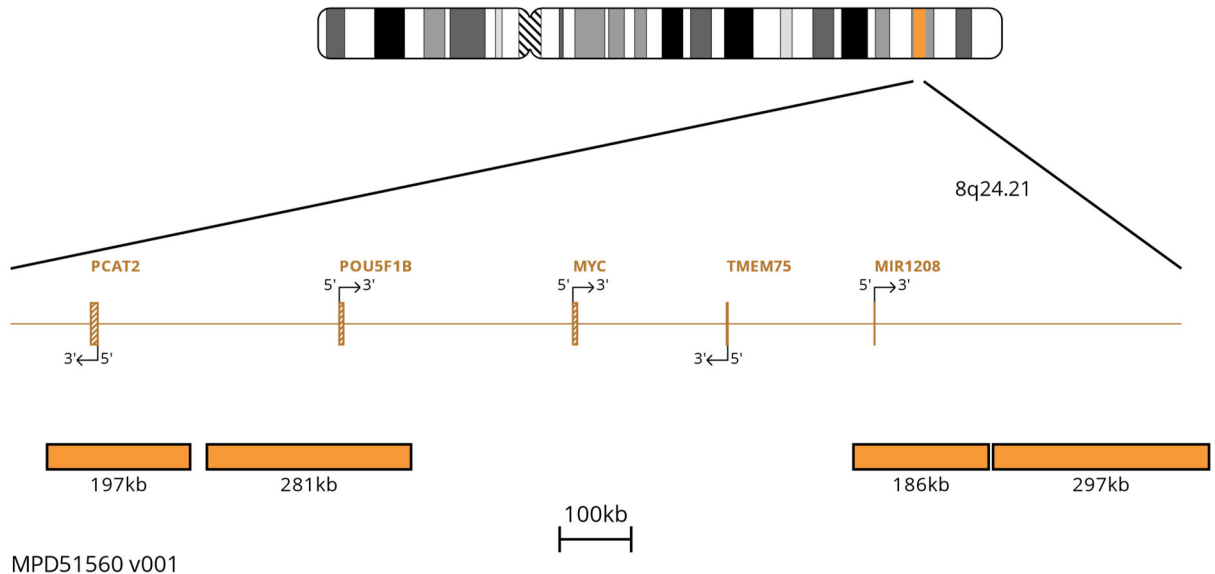 8q24.21
PCAT2 POU5F1B MYC TMEM75 MIR1208
5' 3' 5' 3' 5' 3'
3' 5' 3' 5'
197kb 281kb 186kb 297kb
100kb
MPD51560 v001